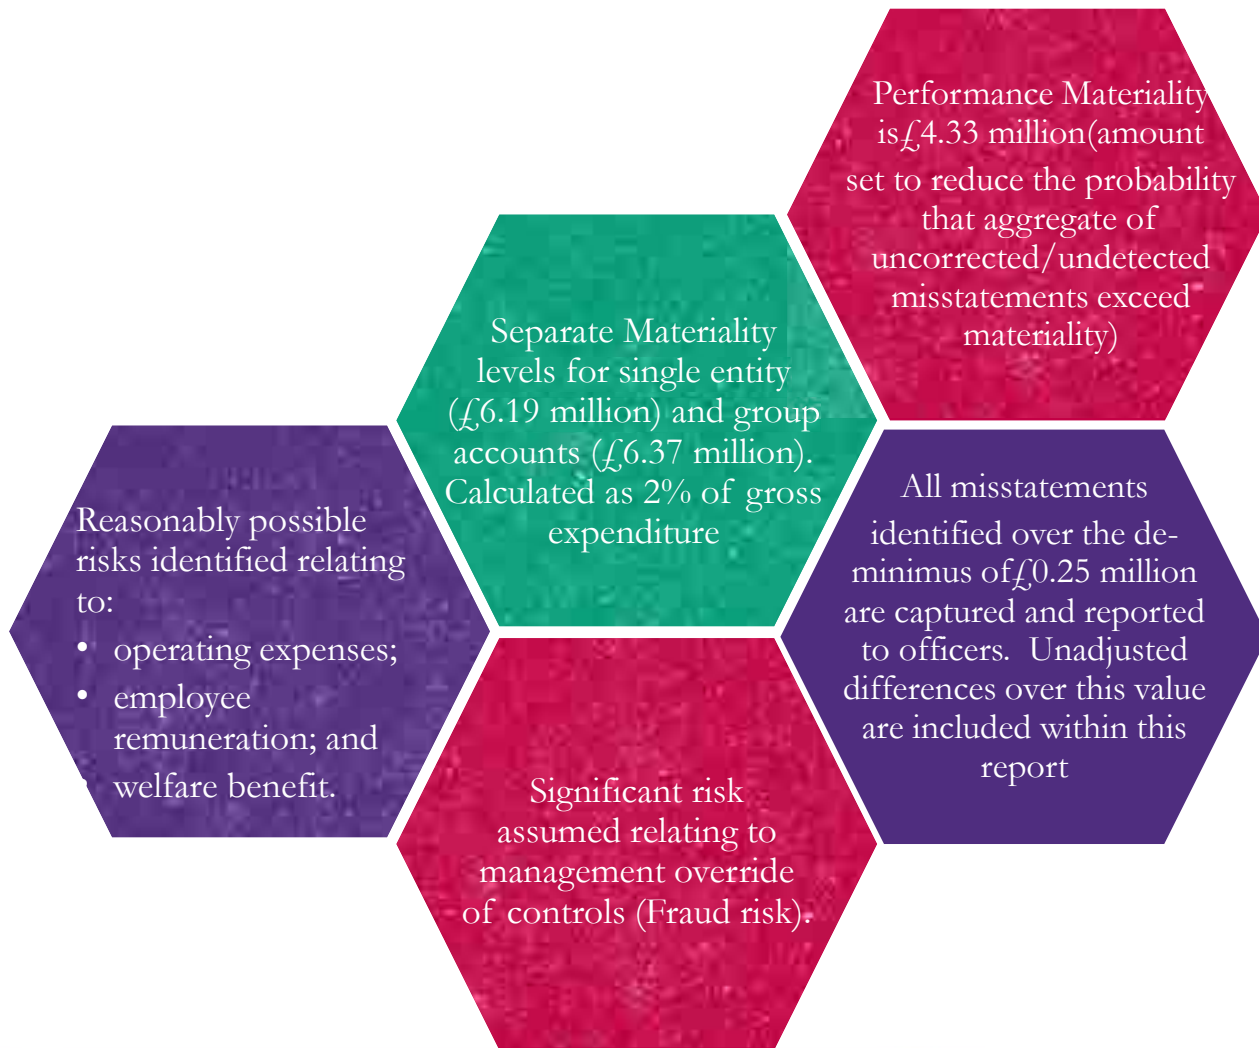 Performance Materiality
is£4.33 million(amount
set to reduce the probability
that aggregate of
uncorrected/undetected
misstatements exceed
materiality)
Separate Materiality
levels for single entity
(£6.19 million) and group
accounts (£6.37 million).
Calculated as 2% of gross
expenditure
All misstatements
identified over the de-
minimus of£0.25 million
are captured and reported
to officers. Unadjusted
differences over this value
are included within this
report
Reasonably possible
risks identified relating
to:
• operating expenses;
• employee
remuneration; and
• welfare benefit.
Significant risk
assumed relating to
management override
of controls (Fraud risk).